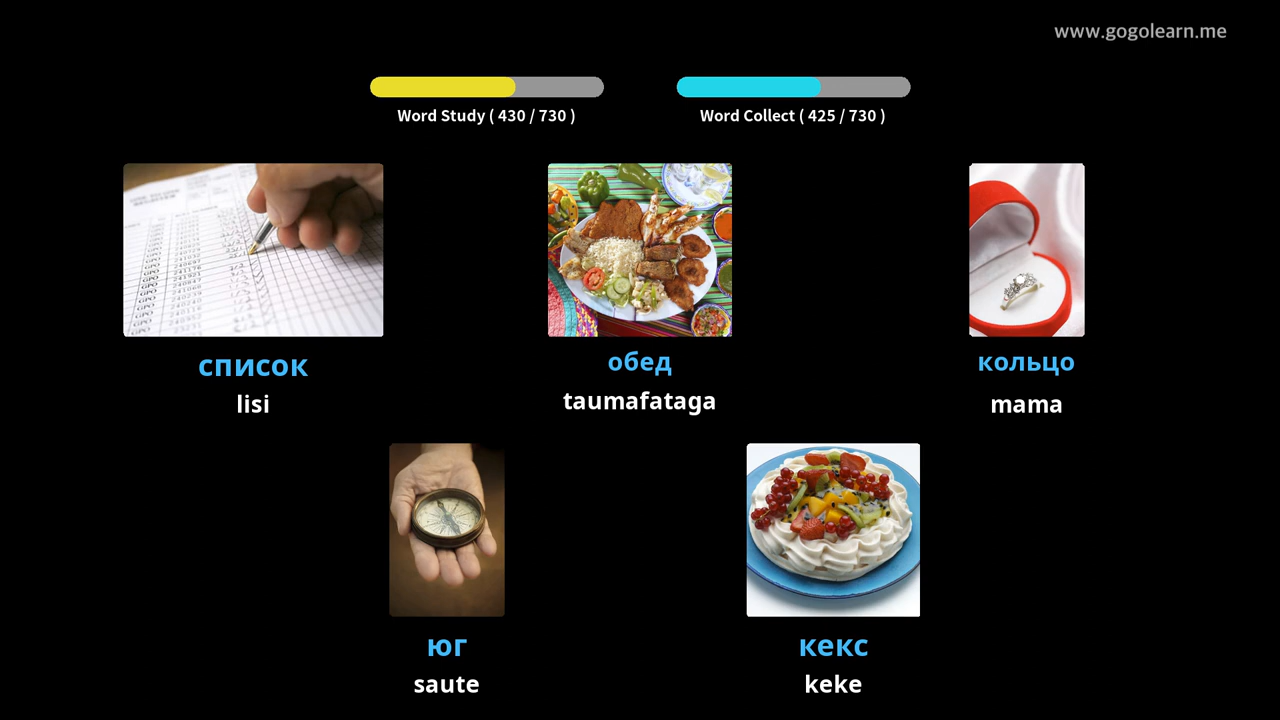 www.gogolearn.me
Word Study ( 430 / 730 )
Word Collect ( 425 / 730 )
список
lisi
обед
taumafataga
кольцо
mama
юг
saute
кекс
keke